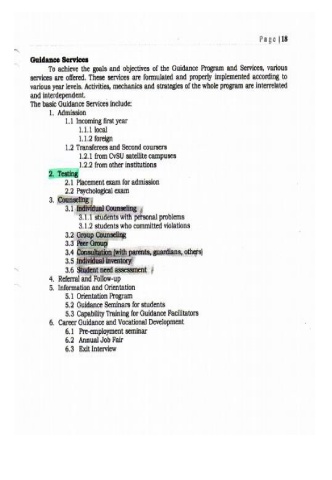 Page | 18
Guidance Services
To achieve the goals and objectives of the Guidance Program and Services, various
services are offered. These services are formulated and properly implemented according to
various year levels. Activities, mechanics and strategies of the whole program are interrelated
and interdependent.
The basic Guidance Services include:
1. Admission
1.1 Incoming first year
1.1.1 local
1.1.2 foreign
1.2 Transferees and Second coursers
1.2.1 from CvSU satellite campuses
1.2.2 from other institutions
2. Testing
2.1 Placement exam for admission
2.2 Psychological exam
3. Counseling
3.1 Individual Counseling
3.1.1 students with personal problems
3.1.2 students who committed violations
3.2 Group Counseling
3.3 Peer Group
3.4 Consultation (with parents, guardians, others)
3.5 Individual inventory
3.6 Student need assessment
4. Referral and Follow-up
5. Information and Orientation
5.1 Orientation Program
5.2 Guidance Seminars for students
5.3 Capability Training for Guidance Facilitators
6. Career Guidance and Vocational Development
6.1 Pre-employment seminar
6.2 Annual Job Fair
6.3 Exit Interview